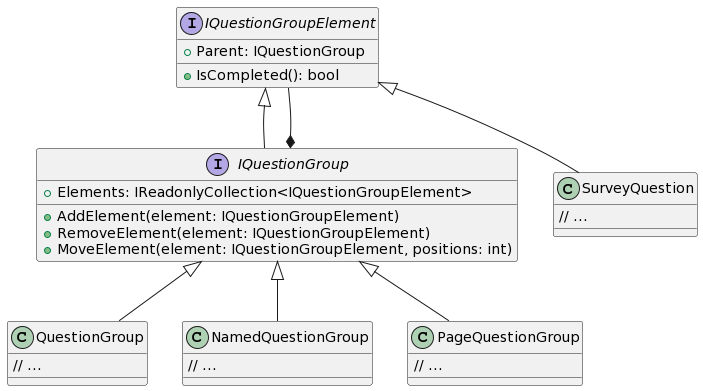 I IQuestionGroupElement
Parent: IQuestionGroup
IsCompleted(): bool
I IQuestionGroup
Elements: IReadonlyCollection<IQuestionGroupElement>
AddElement(element: IQuestionGroupElement)
RemoveElement(element: IQuestionGroupElement)
MoveElement(element: IQuestionGroupElement, positions: int)
C SurveyQuestion
// ...
C QuestionGroup
// ...
C NamedQuestionGroup
// ...
C PageQuestionGroup
// ...